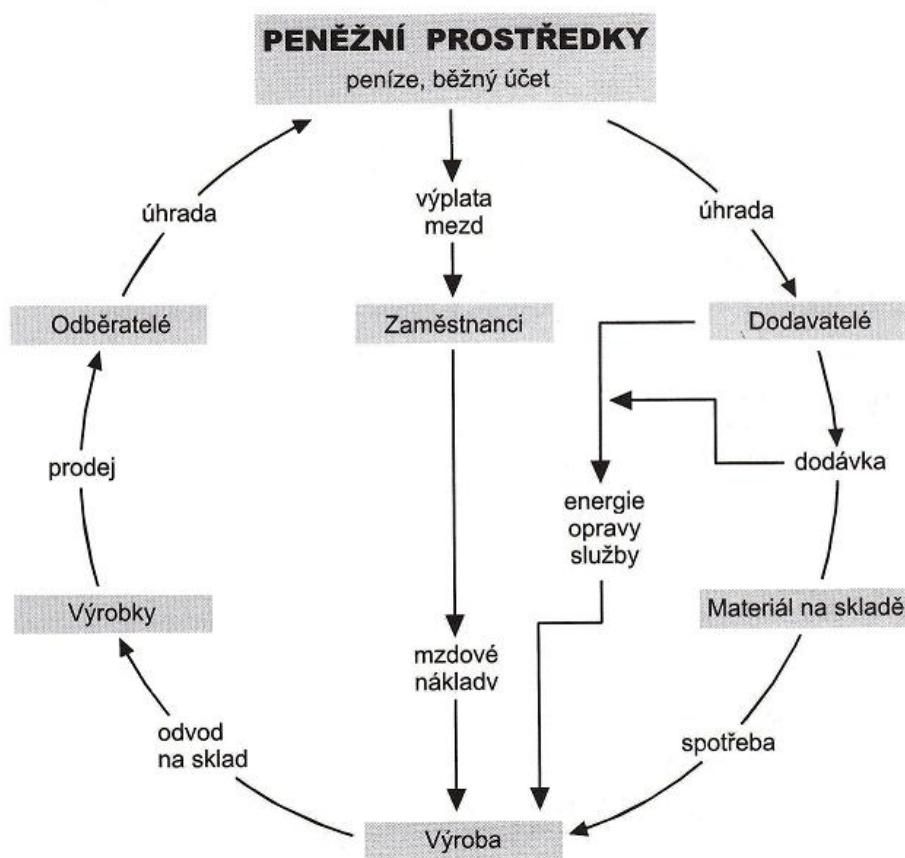 PENĚŽNÍ PROSTŘEDKY
peníze, běžný účet
úhrada
výplata
mezd
úhrada
Odběratelé
Zaměstnanci
Dodavatelé
prodej
dodávka
energie
opravy
služby
Výrobky
Materiál na skladě
mzdové
nákladv
odvod
na sklad
spotřeba
Výroba